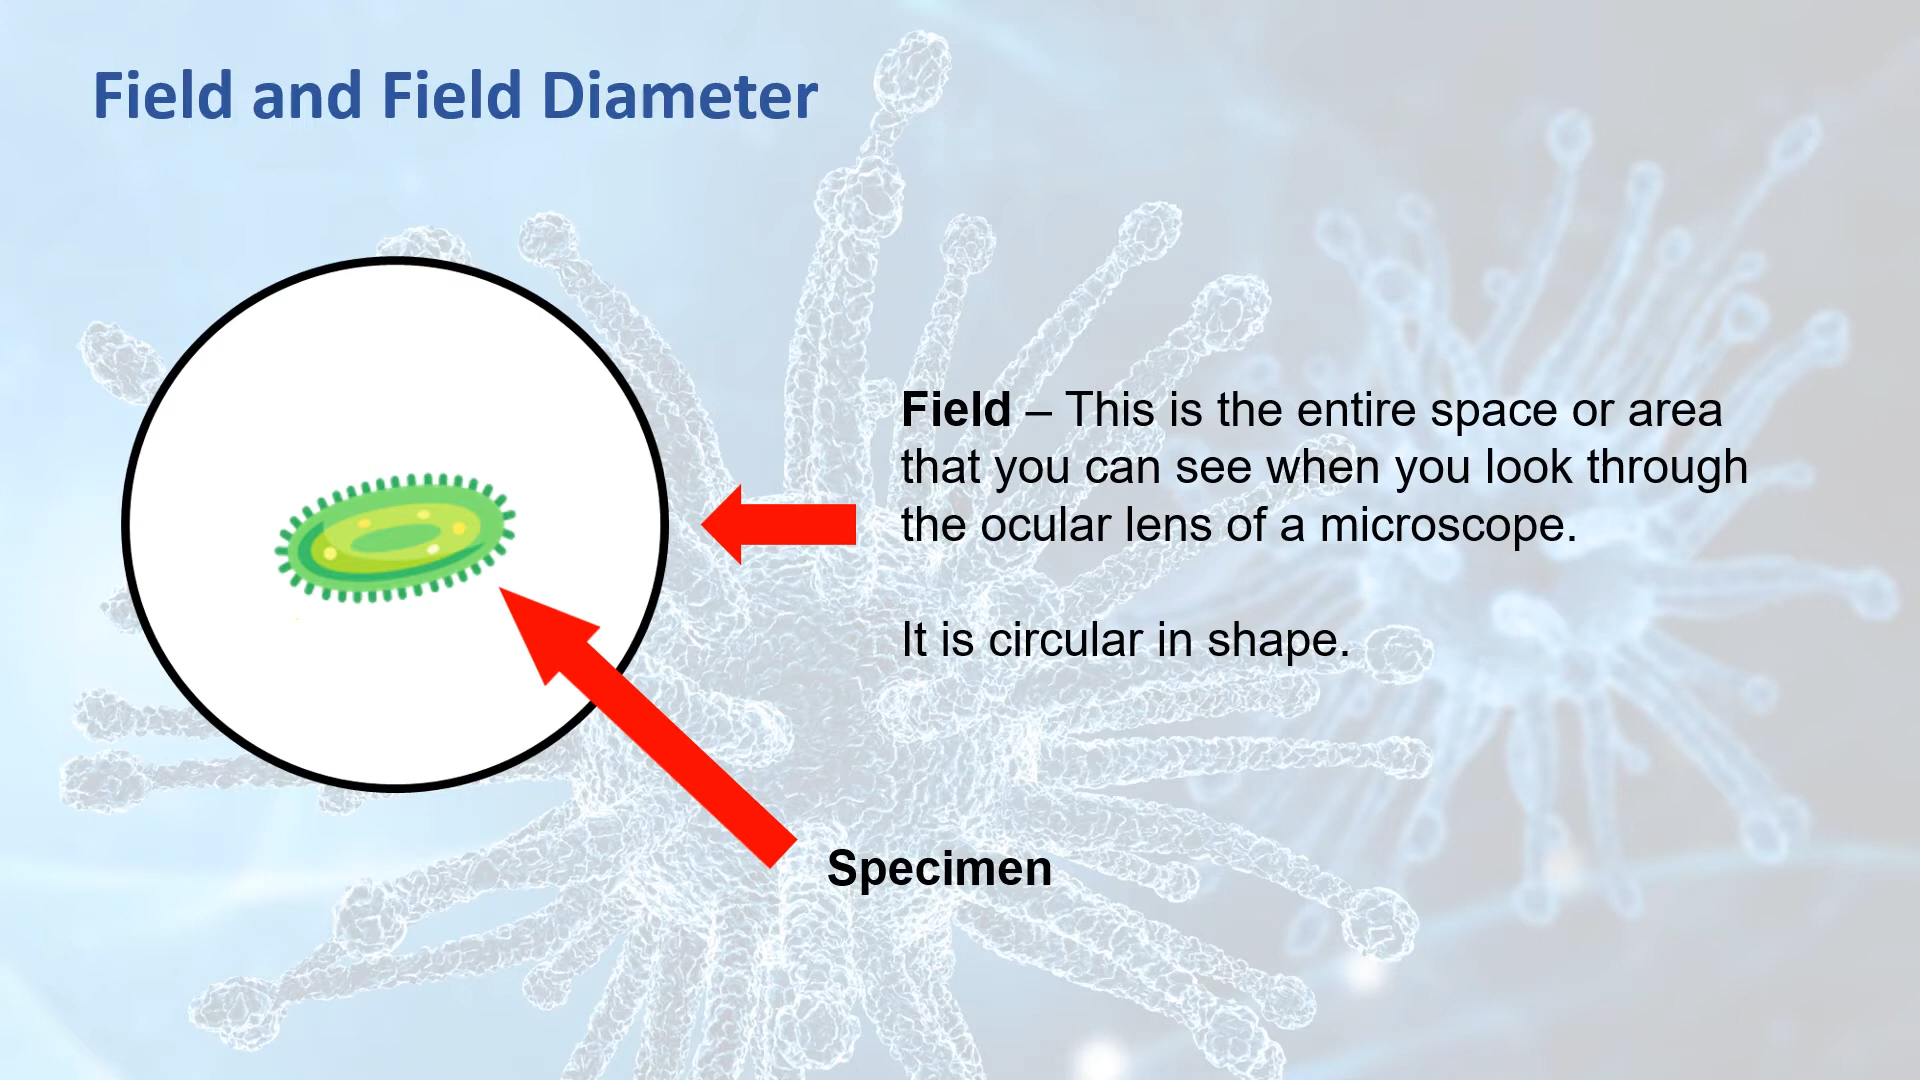 Field and Field Diameter
Field – This is the entire space or area
that you can see when you look through
the ocular lens of a microscope.
It is circular in shape.
Specimen